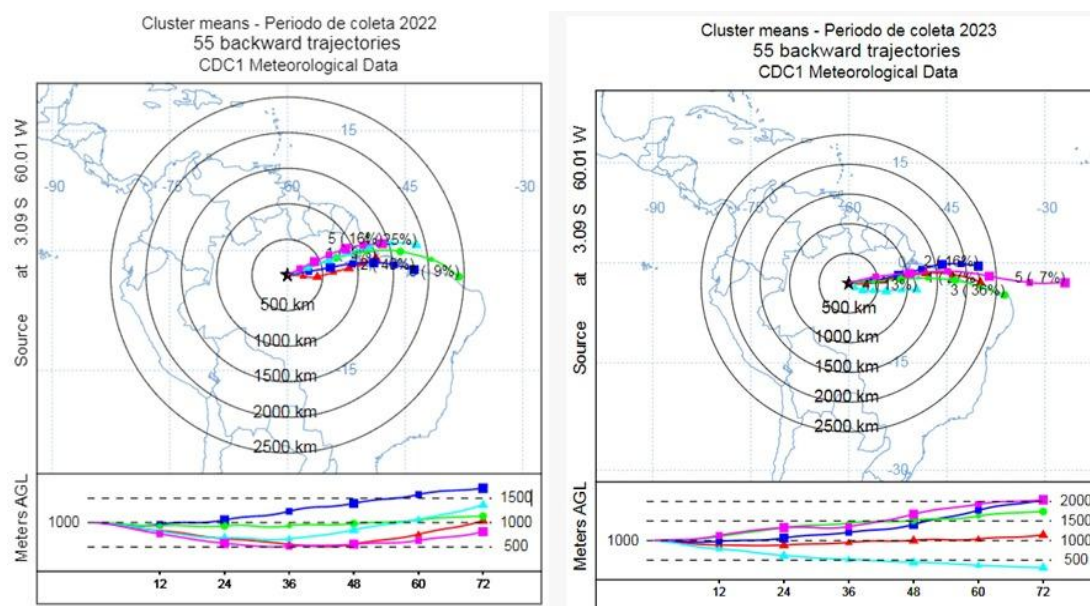 Cluster means - Periodo de coleta 2022
55 backward trajectories
CDC1 Meteorological Data
Source ★ at 3.09 S 60.01 W
-90
-75
-60
-45
-30
15
-15
5 ( 16%)
25%)
500 km
1000 km
1500 km
2000 km
2500 km
Meters AGL
1500
1000
500
1000
12 24 36 48 60 72
Cluster means - Periodo de coleta 2023
55 backward trajectories
CDC1 Meteorological Data
Source ★ at 3.09 S 60.01 W
-90
-75
-60
-45
-30
15
-15
-30
2 ( 16%)
4 ( 13%)
5 ( 7%)
3 ( 36%)
500 km
1000 km
1500 km
2000 km
2500 km
Meters AGL
2000
1500
1000
500
1000
12 24 36 48 60 72